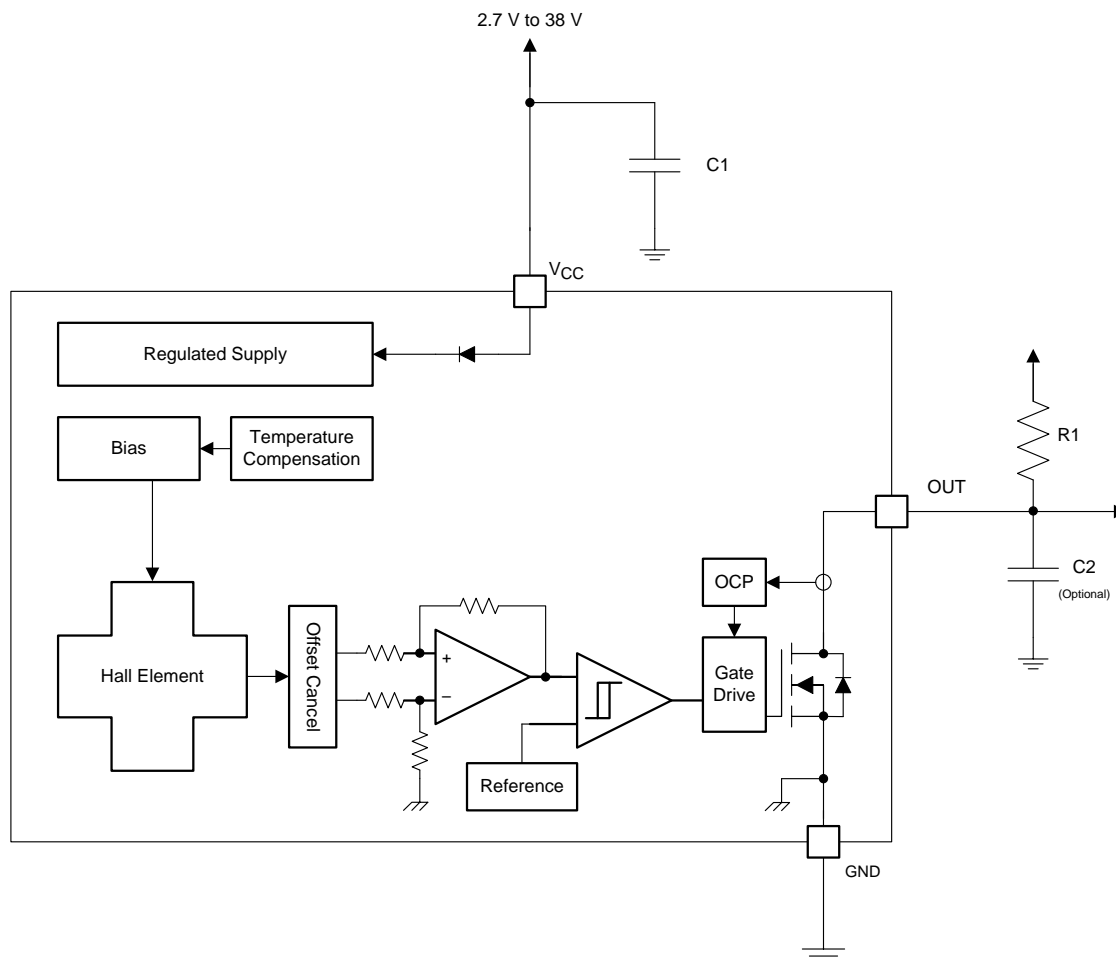 2.7 V to 38 V
C1
VCC
Regulated Supply
Bias
Temperature
Compensation
R1
OUT
OCP
C2
(Optional)
Hall Element
Offset Cancel
+
–
Gate
Drive
Reference
GND